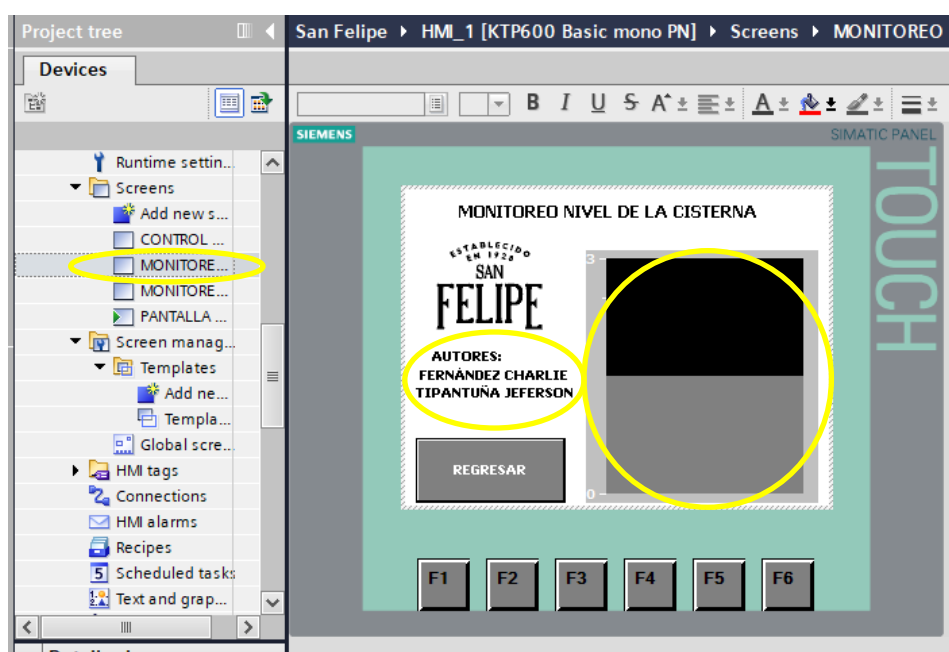 Project tree
San Felipe HMI_1 [KTP600 Basic mono PN] Screens MONITOREO
Devices
B I U S A A
SIEMENS
SIMATIC PANEL
TOUCH
Runtime settin...
Screens
Add new s...
CONTROL ...
MONITORE...
MONITORE...
PANTALLA ...
Screen manag...
Templates
Add ne...
Templa...
Global scre...
HMI tags
Connections
HMI alarms
Recipes
Scheduled tasks
Text and grap...
MONITOREO NIVEL DE LA CISTERNA
ESTABLECIDO
EN 1928
SAN
FELIPE
3
0
AUTORES:
FERNÁNDEZ CHARLIE
TIPANTUÑA JEFERSON
REGRESAR
F1 F2 F3 F4 F5 F6